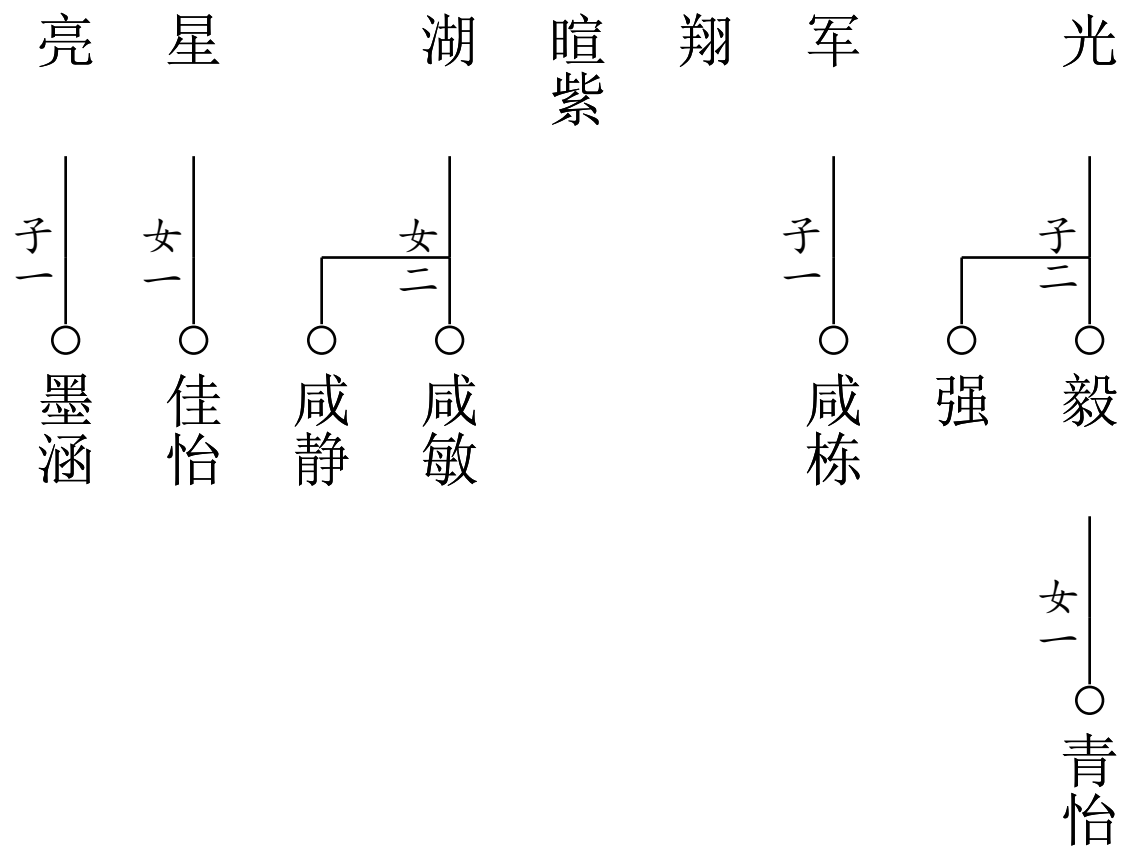 光
军
翔
暄紫
湖
星
亮
子二
子一
女二
女一
子一
毅
强
咸栋
咸敏
咸静
佳怡
墨涵
女一
青怡